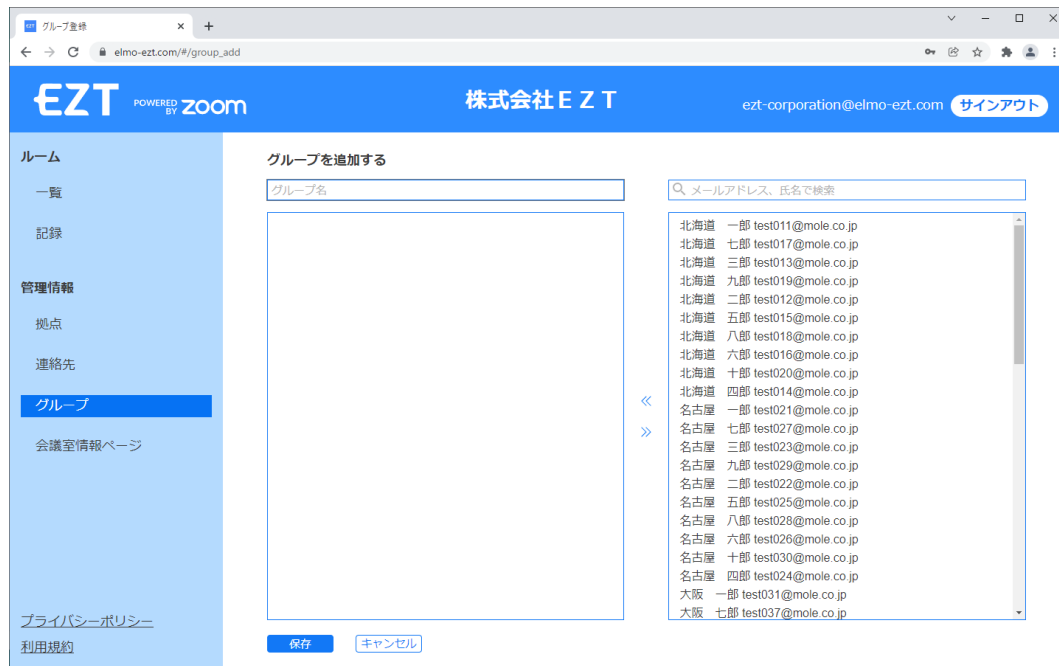 EZT グループ登録
elmo-ezt.com/#/group_add
EZT POWERED BY zoom
株式会社ＥＺＴ
ezt-corporation@elmo-ezt.com サインアウト
ルーム
一覧
記録
管理情報
拠点
連絡先
グループ
会議室情報ページ
プライバシーポリシー
利用規約
グループを追加する
グループ名
メールアドレス、氏名で検索
北海道　一郎 test011@mole.co.jp
北海道　七郎 test017@mole.co.jp
北海道　三郎 test013@mole.co.jp
北海道　九郎 test019@mole.co.jp
北海道　二郎 test012@mole.co.jp
北海道　五郎 test015@mole.co.jp
北海道　八郎 test018@mole.co.jp
北海道　六郎 test016@mole.co.jp
北海道　十郎 test020@mole.co.jp
北海道　四郎 test014@mole.co.jp
名古屋　一郎 test021@mole.co.jp
名古屋　七郎 test027@mole.co.jp
名古屋　三郎 test023@mole.co.jp
名古屋　九郎 test029@mole.co.jp
名古屋　二郎 test022@mole.co.jp
名古屋　五郎 test025@mole.co.jp
名古屋　八郎 test028@mole.co.jp
名古屋　六郎 test026@mole.co.jp
名古屋　十郎 test030@mole.co.jp
名古屋　四郎 test024@mole.co.jp
大阪　一郎 test031@mole.co.jp
大阪　七郎 test037@mole.co.jp
保存
キャンセル